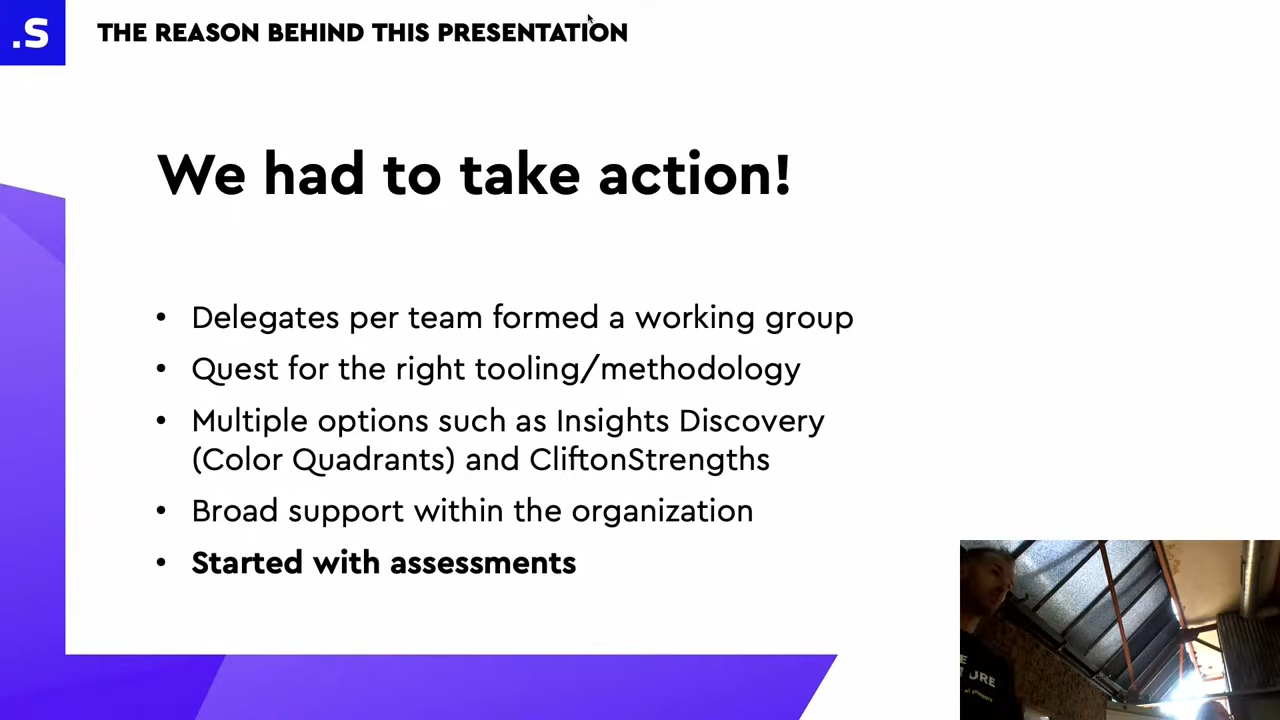 .S
THE REASON BEHIND THIS PRESENTATION
We had to take action!
• Delegates per team formed a working group
• Quest for the right tooling/methodology
• Multiple options such as Insights Discovery
(Color Quadrants) and CliftonStrengths
• Broad support within the organization
• Started with assessments